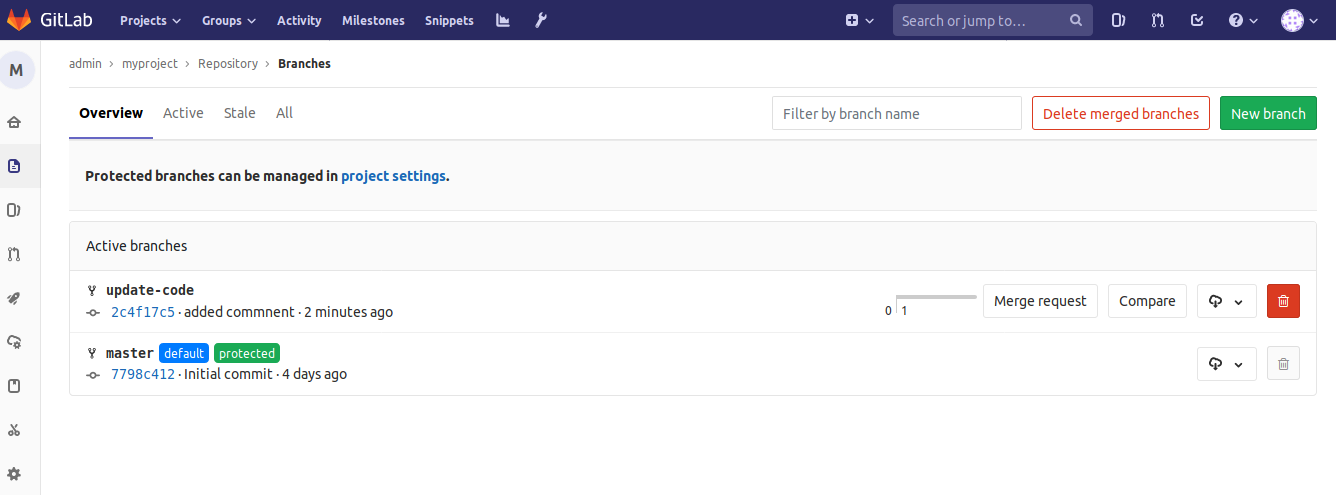 GitLab Projects Groups Activity Milestones Snippets Search or jump to...
M
admin › myproject › Repository › Branches
Overview Active Stale All Filter by branch name Delete merged branches New branch
Protected branches can be managed in project settings.
Active branches
update-code
2c4f17c5 · added commnent · 2 minutes ago
0 1 Merge request Compare
master default protected
7798c412 · Initial commit · 4 days ago